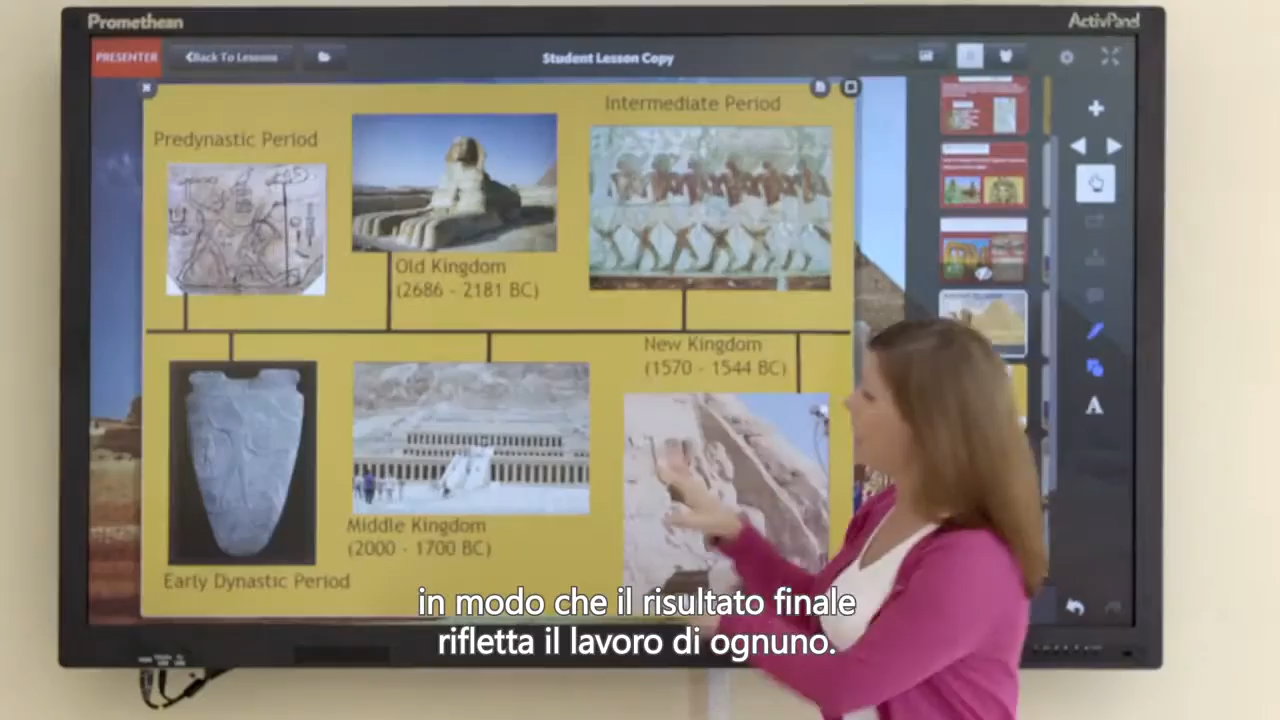 Promethean
ActivPanel
PRESENTER
Back To Lessons
Student Lesson Copy
Intermediate Period
Predynastic Period
Old Kingdom
(2686 - 2181 BC)
New Kingdom
(1570 - 1544 BC)
Middle Kingdom
(2000 - 1700 BC)
Early Dynastic Period
A
in modo che il risultato finale
rifletta il lavoro di ognuno.